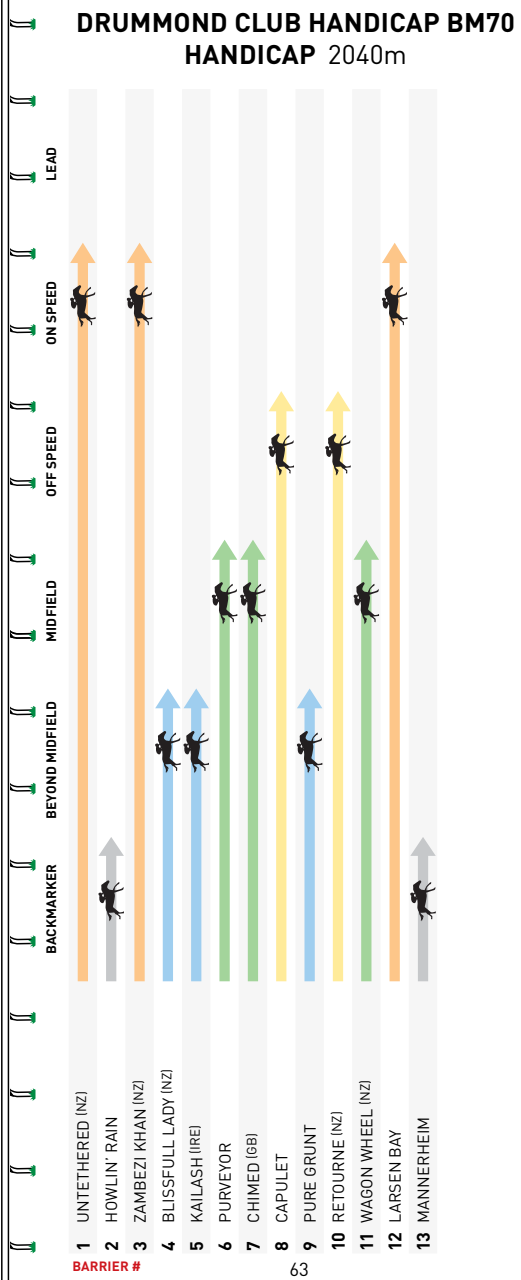 DRUMMOND CLUB HANDICAP BM70
HANDICAP 2040m
LEAD
ON SPEED
OFF SPEED
MIDFIELD
BEYOND MIDFIELD
BACKMARKER
1 UNTETHERED (NZ)
2 HOWLIN' RAIN
3 ZAMBEZI KHAN (NZ)
4 BLISSFULL LADY (NZ)
5 KAILASH (IRE)
6 PURVEYOR
7 CHIMED (GB)
8 CAPULET
9 PURE GRUNT
10 RETOURNE (NZ)
11 WAGON WHEEL (NZ)
12 LARSEN BAY
13 MANNERHEIM
BARRIER #
63